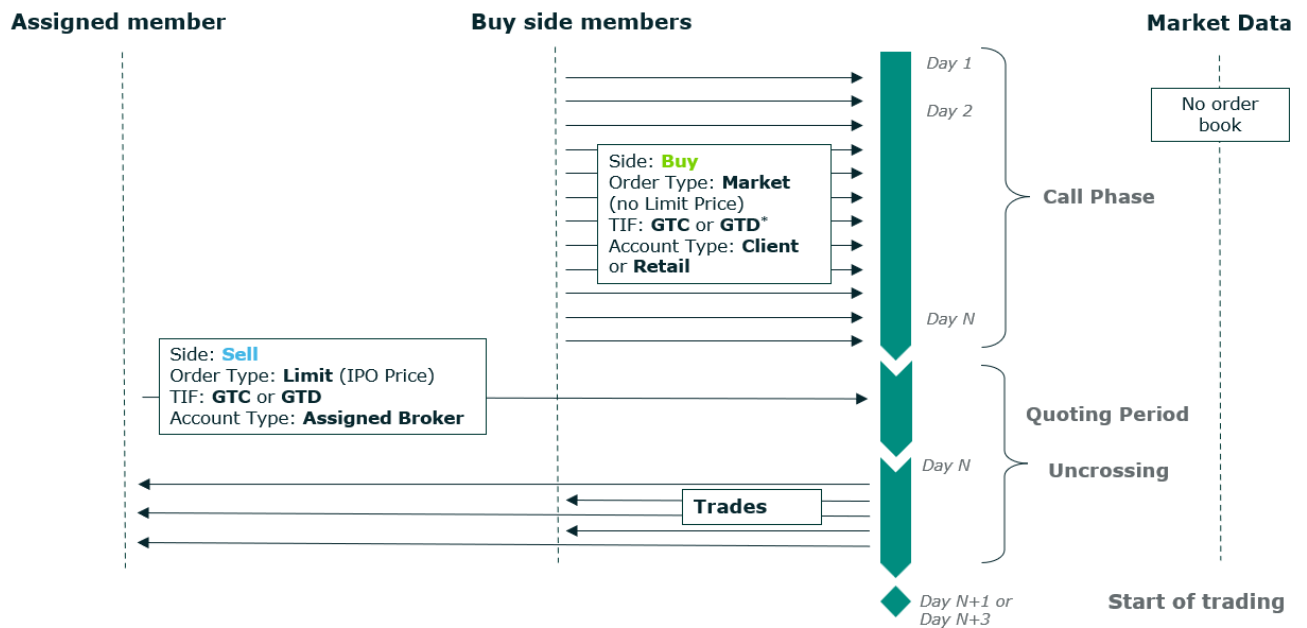 Assigned member
Buy side members
Market Data
Day 1
Day 2
No order
book
Side: Buy
Order Type: Market
(no Limit Price)
TIF: GTC or GTD*
Account Type: Client
or Retail
Call Phase
Day N
Side: Sell
Order Type: Limit (IPO Price)
TIF: GTC or GTD
Account Type: Assigned Broker
Quoting Period
Day N
Uncrossing
Trades
Day N+1 or
Day N+3
Start of trading